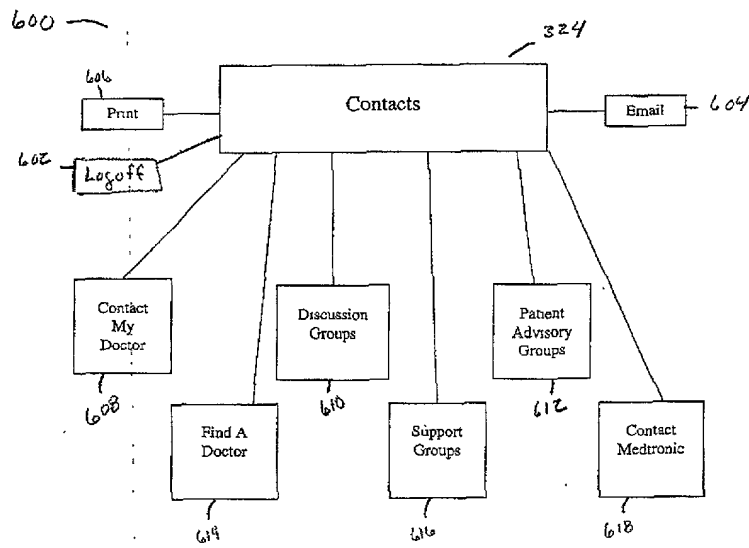 600
324
606
Print
Contacts
Email
604
602
Logoff
Contact
My
Doctor
Discussion
Groups
Patient
Advisory
Groups
608
610
612
Find A
Doctor
Support
Groups
Contact
Medtronic
614
616
618